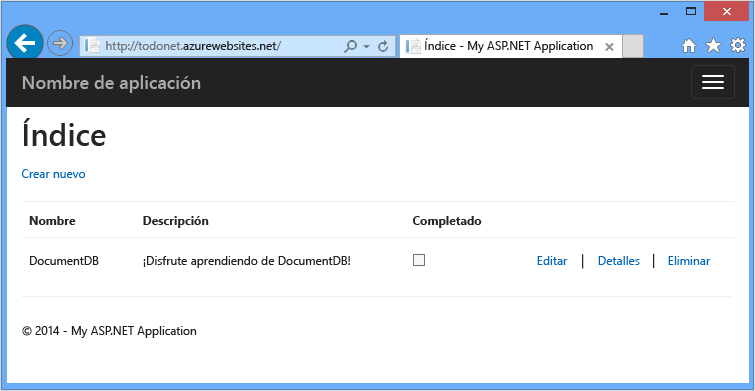 http://todonet.azurewebsites.net/
Índice - My ASP.NET Application
Nombre de aplicación
Índice
Crear nuevo
Nombre Descripción Completado
DocumentDB ¡Disfrute aprendiendo de DocumentDB! Editar | Detalles | Eliminar
© 2014 - My ASP.NET Application